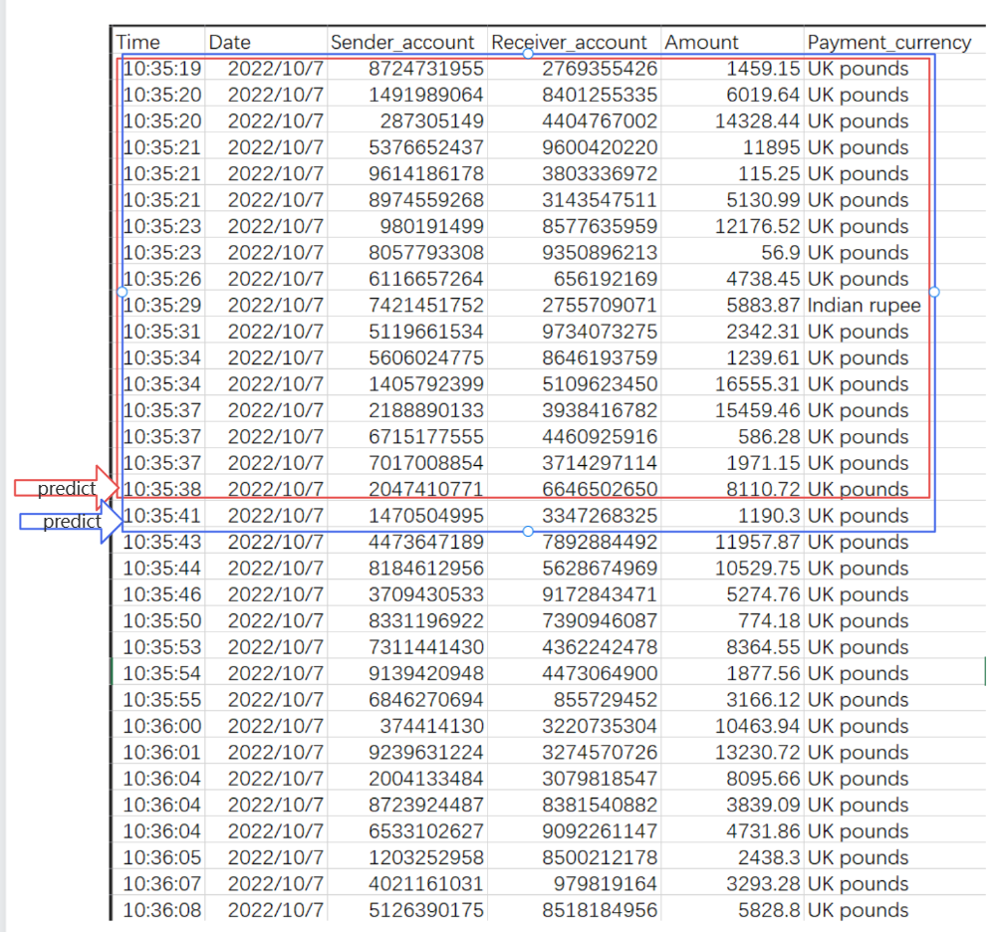 Time Date Sender_account Receiver_account Amount Payment_currency
10:35:19 2022/10/7 8724731955 2769355426 1459.15 UK pounds
10:35:20 2022/10/7 1491989064 8401255335 6019.64 UK pounds
10:35:20 2022/10/7 287305149 4404767002 14328.44 UK pounds
10:35:21 2022/10/7 5376652437 9600420220 11895 UK pounds
10:35:21 2022/10/7 9614186178 3803336972 115.25 UK pounds
10:35:21 2022/10/7 8974559268 3143547511 5130.99 UK pounds
10:35:23 2022/10/7 980191499 8577635959 12176.52 UK pounds
10:35:23 2022/10/7 8057793308 9350896213 56.9 UK pounds
10:35:26 2022/10/7 6116657264 656192169 4738.45 UK pounds
10:35:29 2022/10/7 7421451752 2755709071 5883.87 Indian rupee
10:35:31 2022/10/7 5119661534 9734073275 2342.31 UK pounds
10:35:34 2022/10/7 5606024775 8646193759 1239.61 UK pounds
10:35:34 2022/10/7 1405792399 5109623450 16555.31 UK pounds
10:35:37 2022/10/7 2188890133 3938416782 15459.46 UK pounds
10:35:37 2022/10/7 6715177555 4460925916 586.28 UK pounds
10:35:37 2022/10/7 7017008854 3714297114 1971.15 UK pounds
predict 10:35:38 2022/10/7 2047410771 6646502650 8110.72 UK pounds
predict 10:35:41 2022/10/7 1470504995 3347268325 1190.3 UK pounds
10:35:43 2022/10/7 4473647189 7892884492 11957.87 UK pounds
10:35:44 2022/10/7 8184612956 5628674969 10529.75 UK pounds
10:35:46 2022/10/7 3709430533 9172843471 5274.76 UK pounds
10:35:50 2022/10/7 8331196922 7390946087 774.18 UK pounds
10:35:53 2022/10/7 7311441430 4362242478 8364.55 UK pounds
10:35:54 2022/10/7 9139420948 4473064900 1877.56 UK pounds
10:35:55 2022/10/7 6846270694 855729452 3166.12 UK pounds
10:36:00 2022/10/7 374414130 3220735304 10463.94 UK pounds
10:36:01 2022/10/7 9239631224 3274570726 13230.72 UK pounds
10:36:04 2022/10/7 2004133484 3079818547 8095.66 UK pounds
10:36:04 2022/10/7 8723924487 8381540882 3839.09 UK pounds
10:36:04 2022/10/7 6533102627 9092261147 4731.86 UK pounds
10:36:05 2022/10/7 1203252958 8500212178 2438.3 UK pounds
10:36:07 2022/10/7 4021161031 979819164 3293.28 UK pounds
10:36:08 2022/10/7 5126390175 8518184956 5828.8 UK pounds